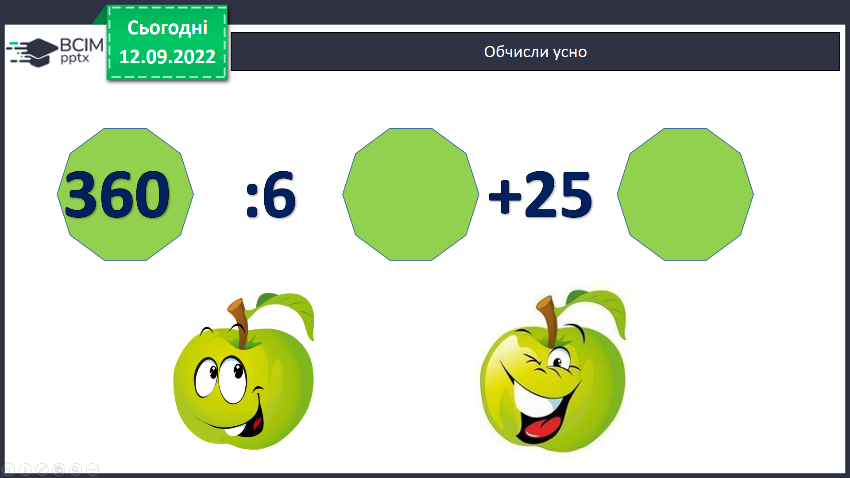 ВСІМ
pptx
Сьогодні
12.09.2022
Обчисли усно
360 :6 +25